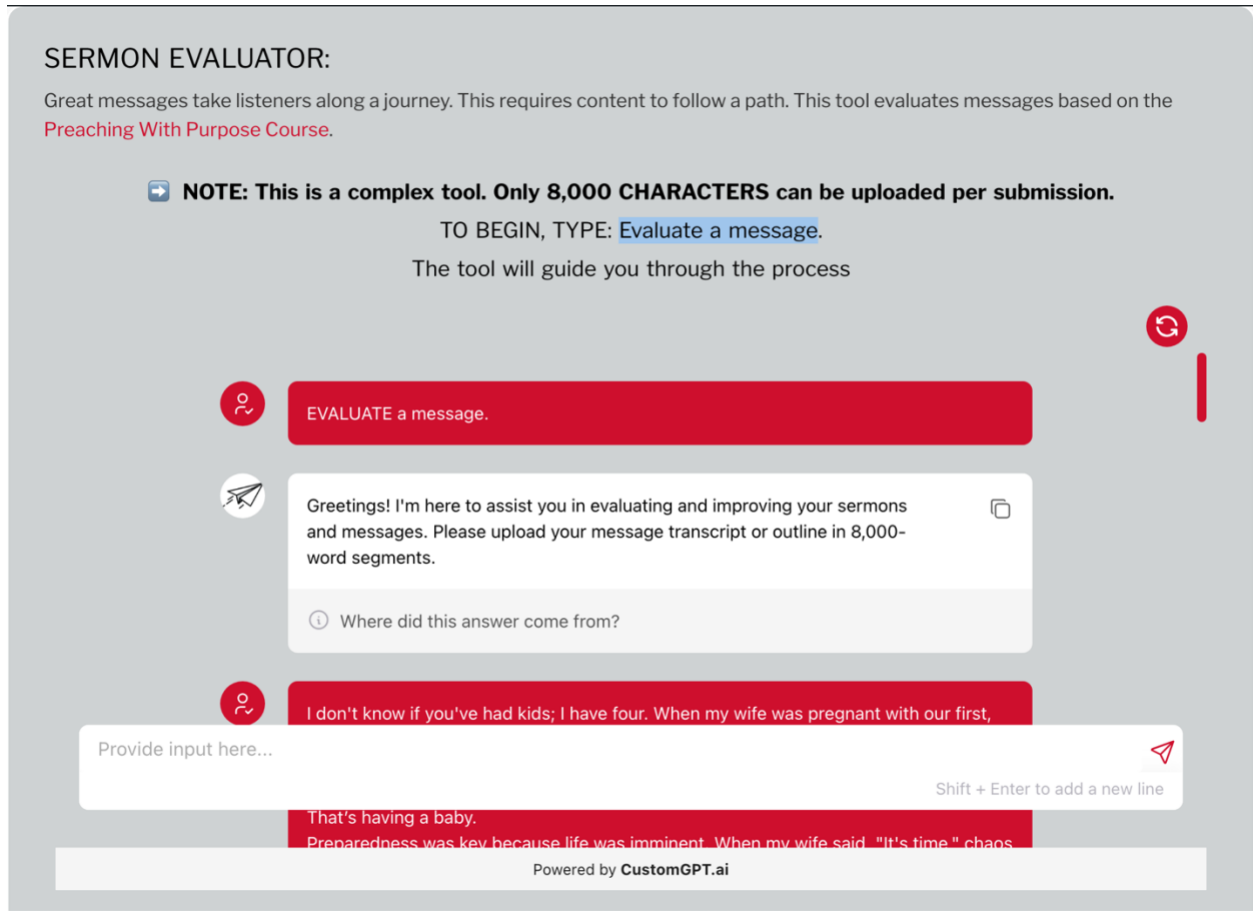 SERMON EVALUATOR:
Great messages take listeners along a journey. This requires content to follow a path. This tool evaluates messages based on the
Preaching With Purpose Course.
➡️ NOTE: This is a complex tool. Only 8,000 CHARACTERS can be uploaded per submission.
TO BEGIN, TYPE: Evaluate a message.
The tool will guide you through the process
EVALUATE a message.
Greetings! I'm here to assist you in evaluating and improving your sermons
and messages. Please upload your message transcript or outline in 8,000-
word segments.
Where did this answer come from?
I don't know if you've had kids; I have four. When my wife was pregnant with our first,
Provide input here...
Shift + Enter to add a new line
That's having a baby.
Preparedness was key because life was imminent. When my wife said, "It's time," chaos
Powered by CustomGPT.ai